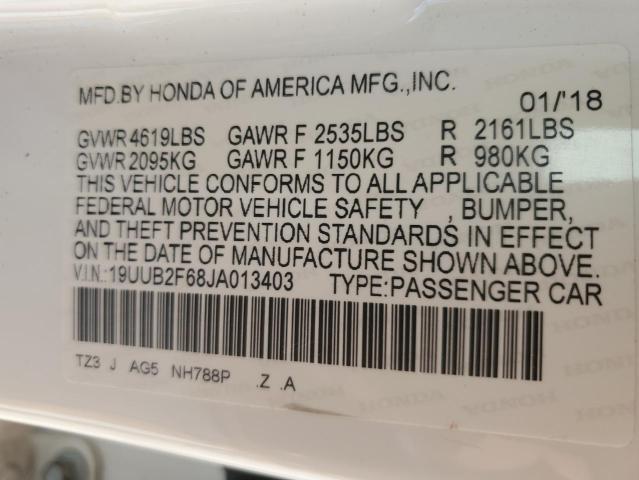 MFD.BY HONDA OF AMERICA MFG.,INC.
01/'18
GVWR 4619LBS GAWR F 2535LBS R 2161LBS
GVWR 2095KG GAWR F 1150KG R 980KG
THIS VEHICLE CONFORMS TO ALL APPLICABLE
FEDERAL MOTOR VEHICLE SAFETY , BUMPER,
AND THEFT PREVENTION STANDARDS IN EFFECT
ON THE DATE OF MANUFACTURE SHOWN ABOVE.
V.I.N.:19UUB2F68JA013403 TYPE:PASSENGER CAR
TZ3 J AG5 NH788P .Z .A
HONDA HONDA